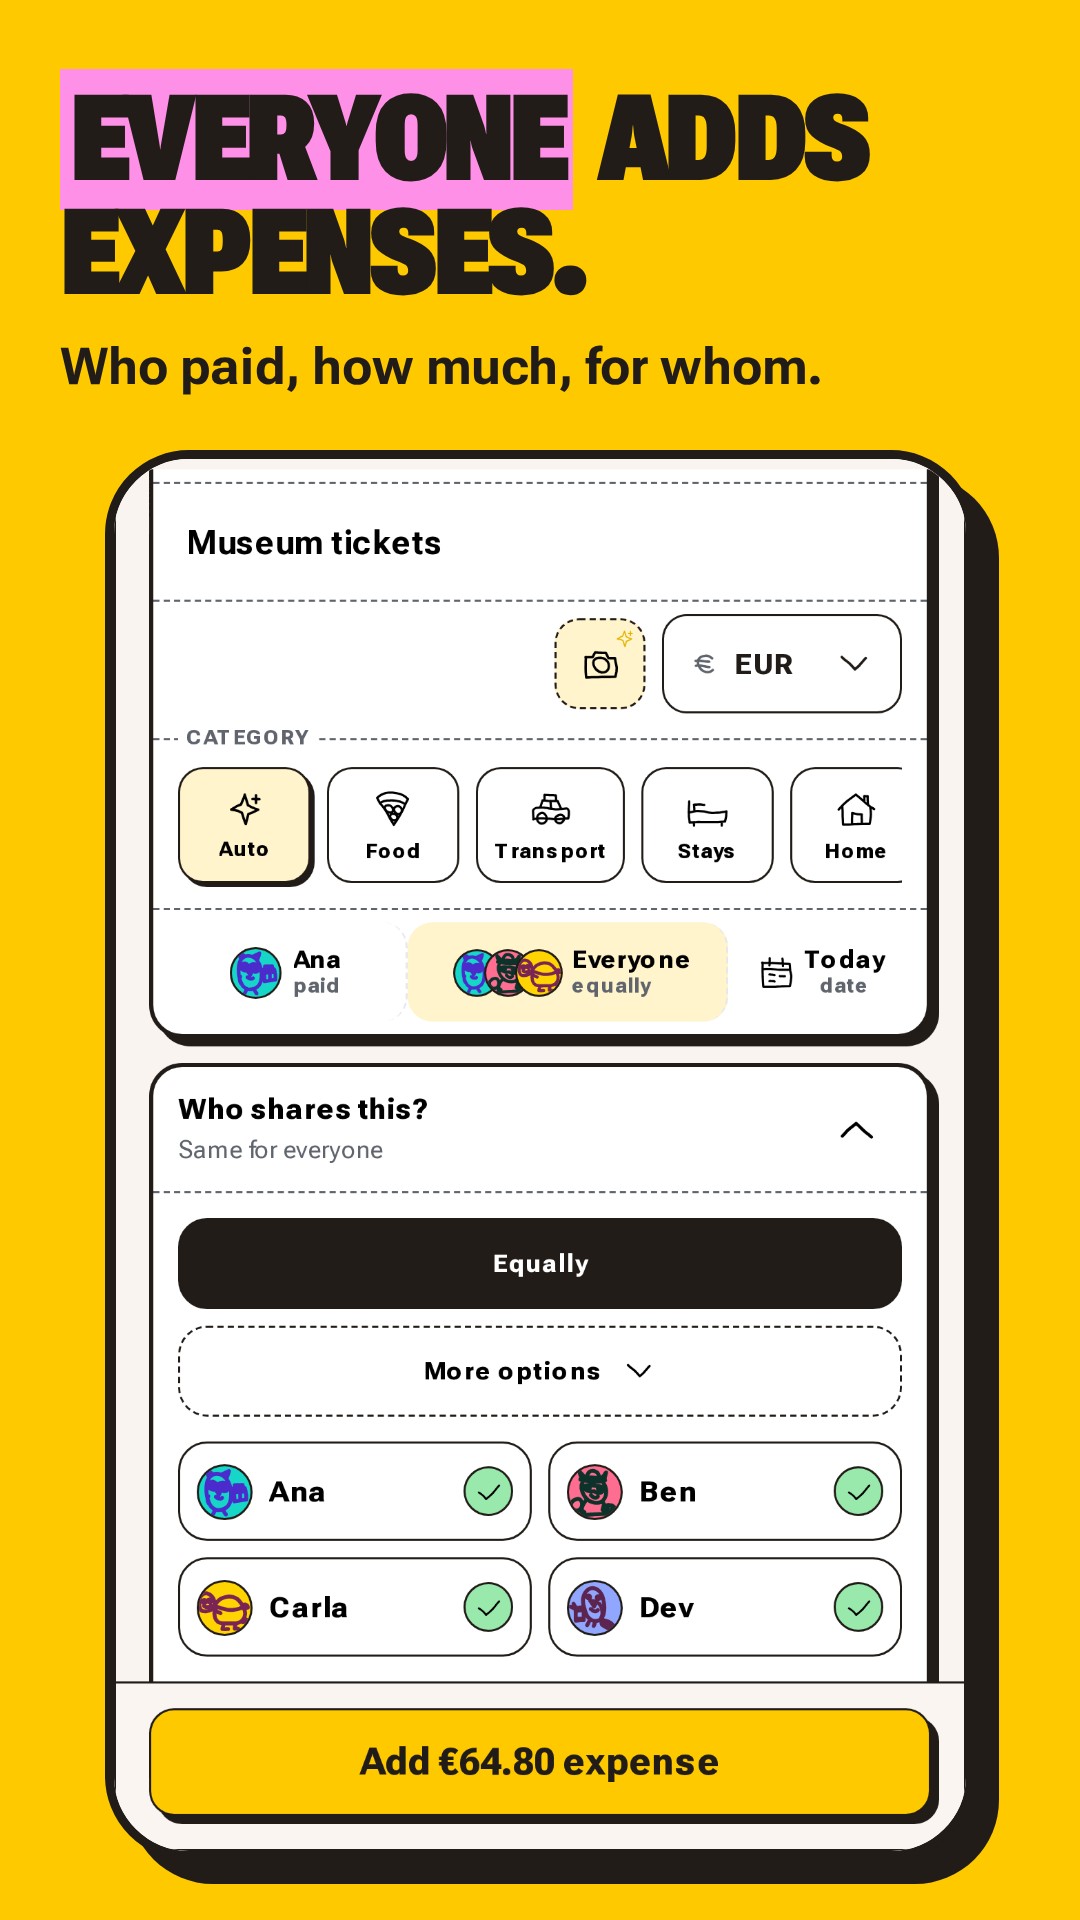 EVERYONE ADDS
EXPENSES.
Who paid, how much, for whom.
Museum tickets
€ EUR
CATEGORY
Auto
Food
Transport
Stays
Home
Ana
paid
Everyone
equally
Today
date
Who shares this?
Same for everyone
Equally
More options
Ana
Ben
Carla
Dev
Add €64.80 expense